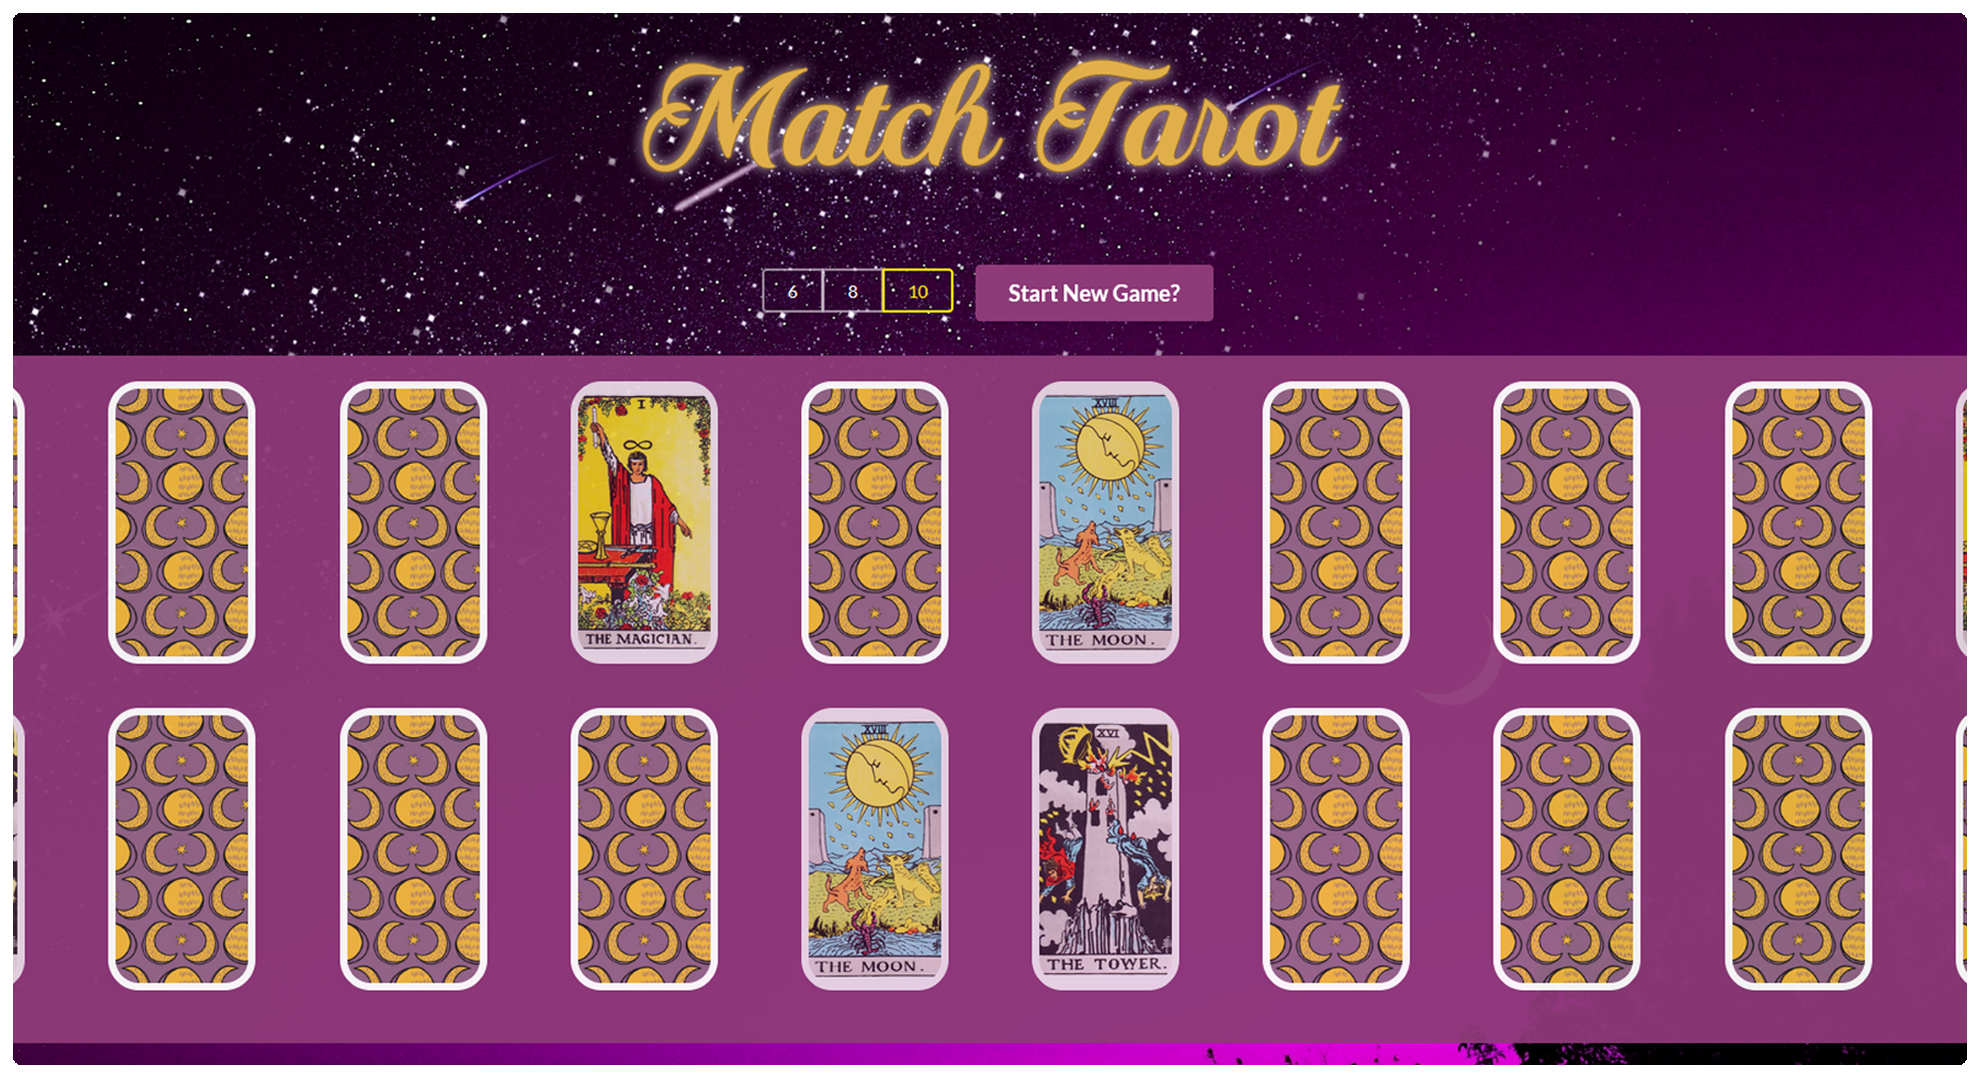 Match Tarot
6 8 10 Start New Game?
I
THE MAGICIAN.
XVIII
THE MOON.
XVIII
THE MOON.
XVI
THE TOWER.